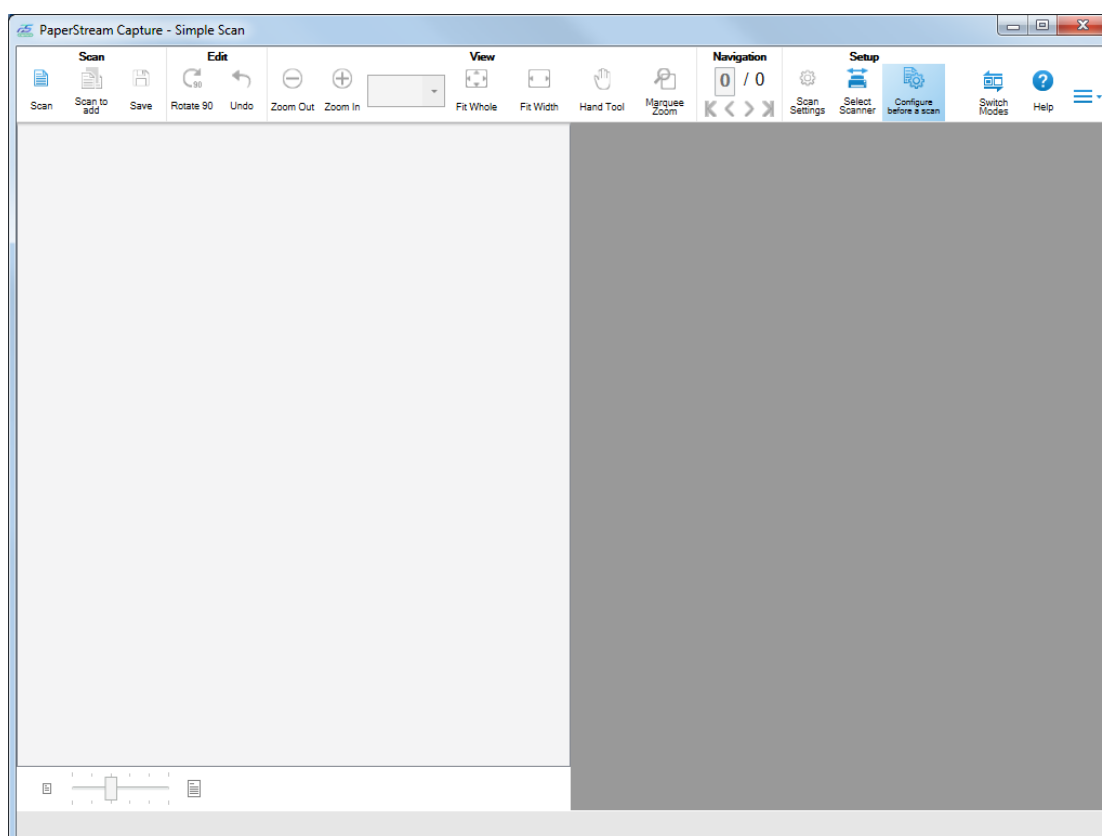 PaperStream Capture - Simple Scan
Scan Edit View Navigation Setup
90 0 / 0
Scan Scan to add Save Rotate 90 Undo Zoom Out Zoom In Fit Whole Fit Width Hand Tool Marquee Zoom Scan Settings Select Scanner Configure before a scan Switch Modes Help